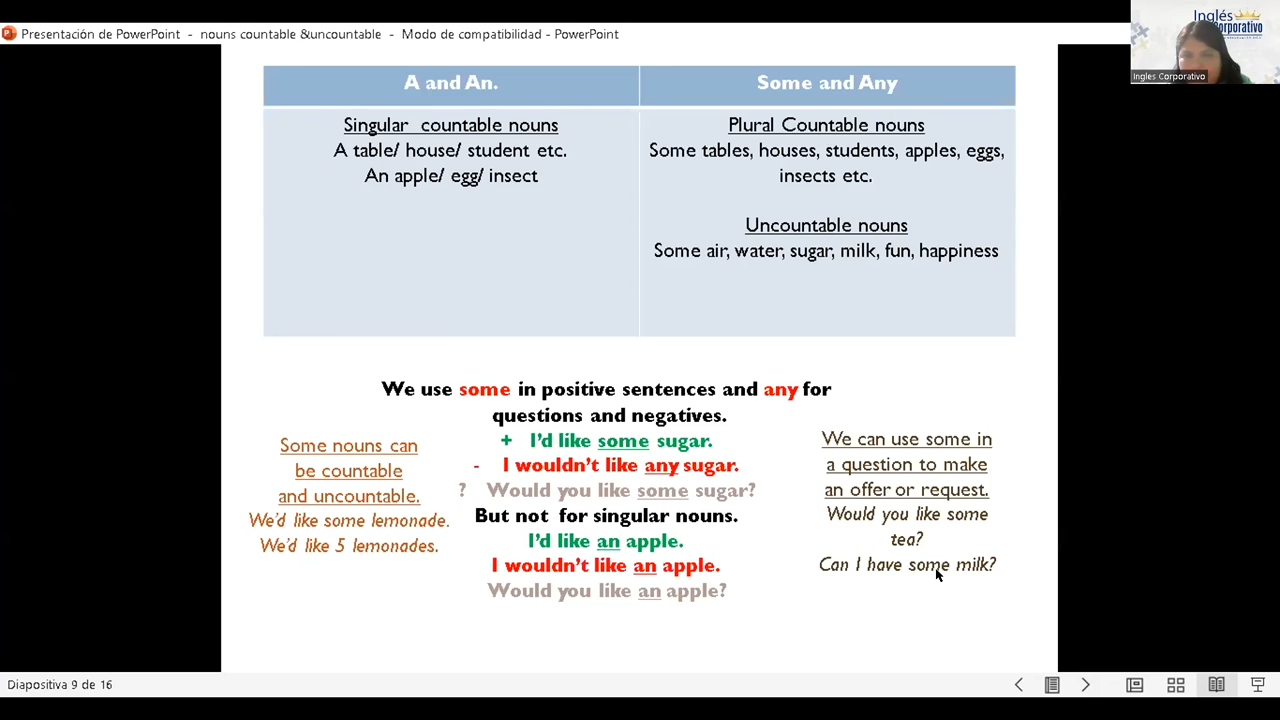 Presentación de PowerPoint - nouns countable &uncountable - Modo de compatibilidad - PowerPoint
Inglés
Corporativo
Ingles Corporativo
A and An.
Some and Any
Singular countable nouns
A table/ house/ student etc.
An apple/ egg/ insect
Plural Countable nouns
Some tables, houses, students, apples, eggs,
insects etc.
Uncountable nouns
Some air, water, sugar, milk, fun, happiness
We use some in positive sentences and any for
questions and negatives.
+ I'd like some sugar.
- I wouldn't like any sugar.
? Would you like some sugar?
But not for singular nouns.
I'd like an apple.
I wouldn't like an apple.
Would you like an apple?
Some nouns can
be countable
and uncountable.
We'd like some lemonade.
We'd like 5 lemonades.
We can use some in
a question to make
an offer or request.
Would you like some
tea?
Can I have some milk?
Diapositiva 9 de 16